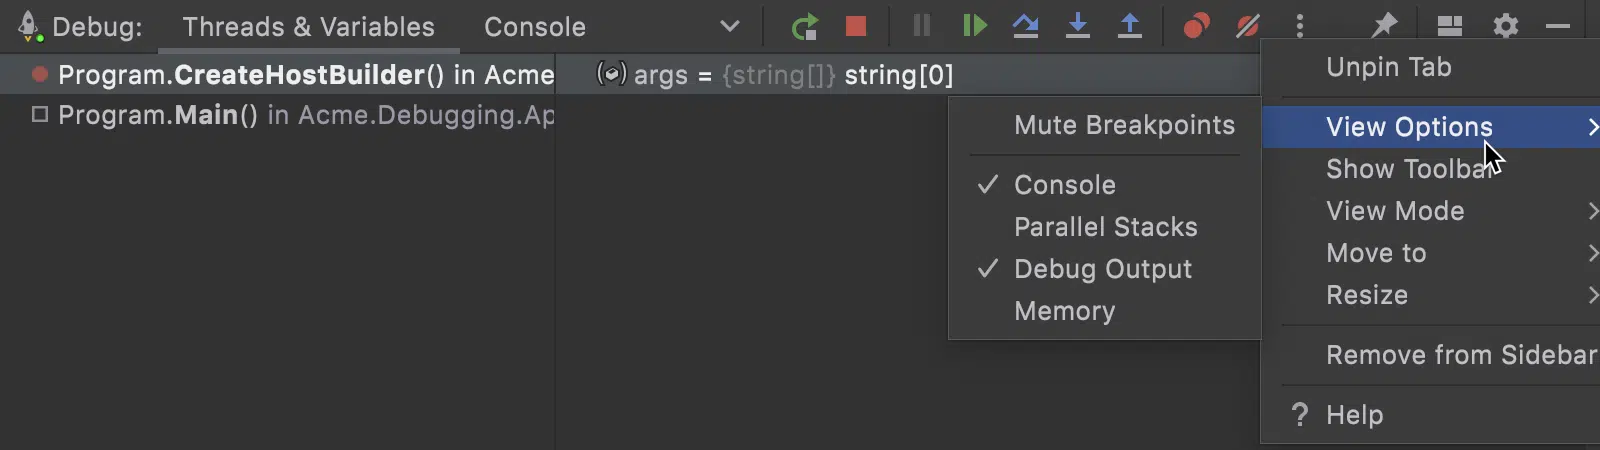 Debug: Threads & Variables Console
Program.CreateHostBuilder() in Acme
Program.Main() in Acme.Debugging.Ap
args = {string[]} string[0]
Mute Breakpoints
Console
Parallel Stacks
Debug Output
Memory
Unpin Tab
View Options
Show Toolbar
View Mode
Move to
Resize
Remove from Sidebar
? Help